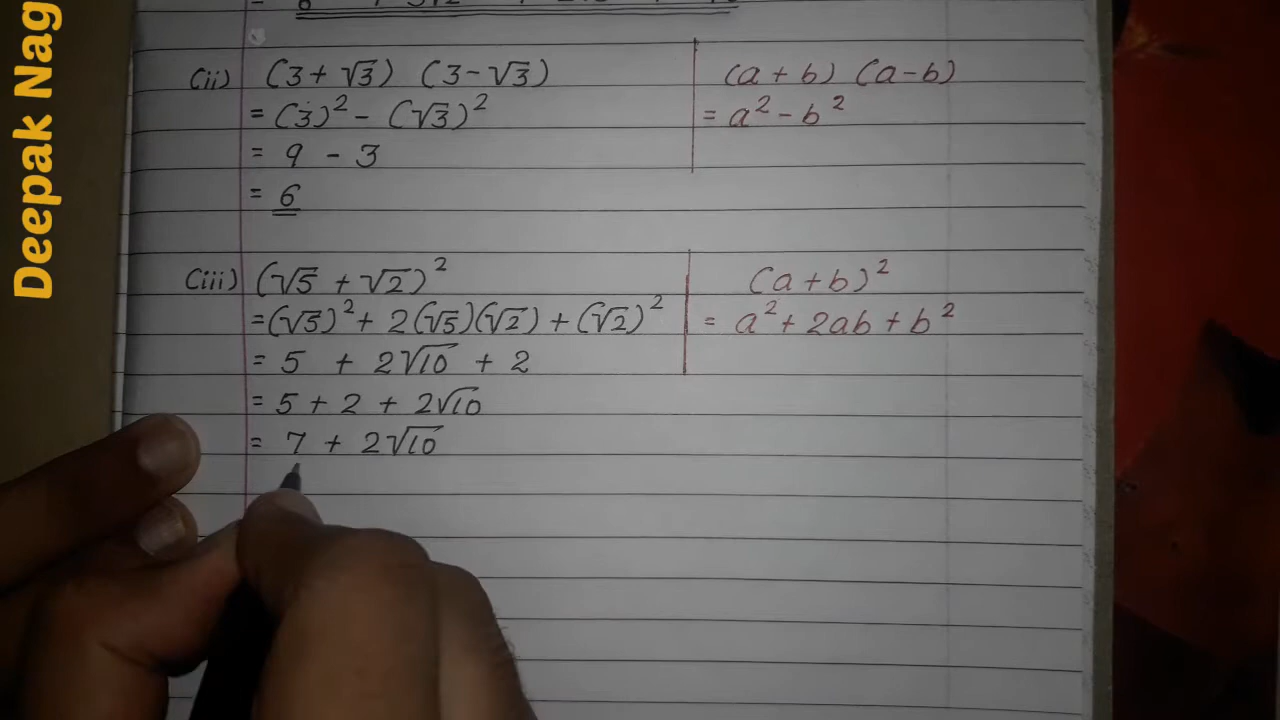 Deepak Nag
(ii) (3 + √3) (3 - √3)
= (3)² - (√3)²
= 9 - 3
= 6
(a + b) (a - b)
= a² - b²
(iii) (√5 + √2)²
= (√5)² + 2(√5)(√2) + (√2)²
= 5 + 2√10 + 2
= 5 + 2 + 2√10
= 7 + 2√10
(a + b)²
= a² + 2ab + b²